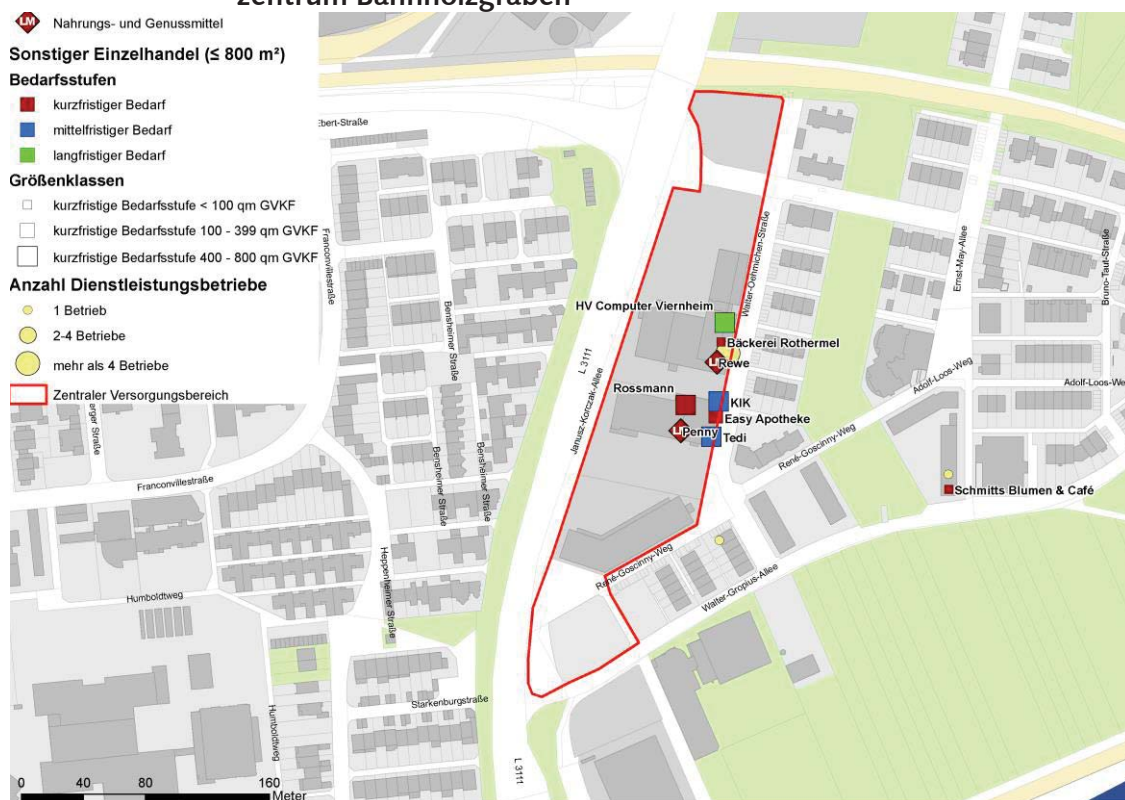 zentrum Bannholzgraben
LM Nahrungs- und Genussmittel
Sonstiger Einzelhandel (≤ 800 m²)
Bedarfsstufen
kurzfristiger Bedarf
mittelfristiger Bedarf
langfristiger Bedarf
Größenklassen
kurzfristige Bedarfsstufe < 100 qm GVKF
kurzfristige Bedarfsstufe 100 - 399 qm GVKF
kurzfristige Bedarfsstufe 400 - 800 qm GVKF
Anzahl Dienstleistungsbetriebe
1 Betrieb
2-4 Betriebe
mehr als 4 Betriebe
Zentraler Versorgungsbereich
Ebert-Straße
Franconvillestraße
Bensheimer Straße
Walter-Oehmichen-Straße
Ernst-May-Allee
Bruno-Taut-Straße
HV Computer Viernheim
Bäckerei Rothermel
Rewe
L 3111
Janusz-Korczak-Allee
Rossmann
KIK
Easy Apotheke
Penny
Tedi
Adolf-Loos-Weg
Adolf-Loos-We
René-Goscinny-Weg
Schmitts Blumen & Café
erger Straße
Bensheimer Straße
Bensheimer Straße
Franconvillestraße
Heppenheimer Straße
Humboldtweg
René-Goscinny-Weg
Walter-Gropius-Allee
Starkenburgstraße
Humboldtweg
L 3111
0 40 80 160
Meter